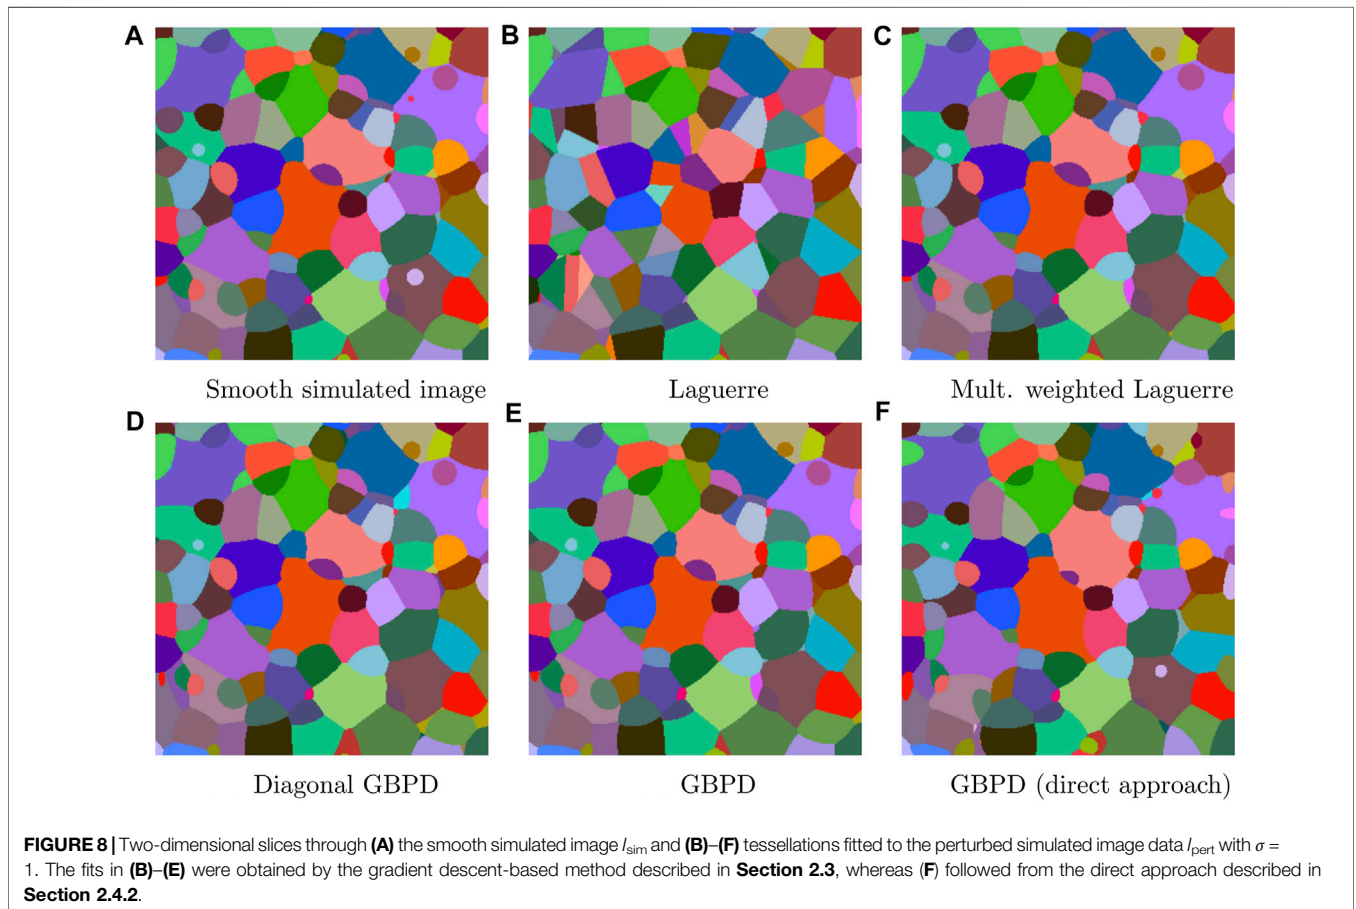 A
B
C
Smooth simulated image
Laguerre
Mult. weighted Laguerre
D
E
F
Diagonal GBPD
GBPD
GBPD (direct approach)
FIGURE 8 | Two-dimensional slices through (A) the smooth simulated image Isim and (B)–(F) tessellations fitted to the perturbed simulated image data Ipert with σ =
1. The fits in (B)–(E) were obtained by the gradient descent-based method described in Section 2.3, whereas (F) followed from the direct approach described in
Section 2.4.2.